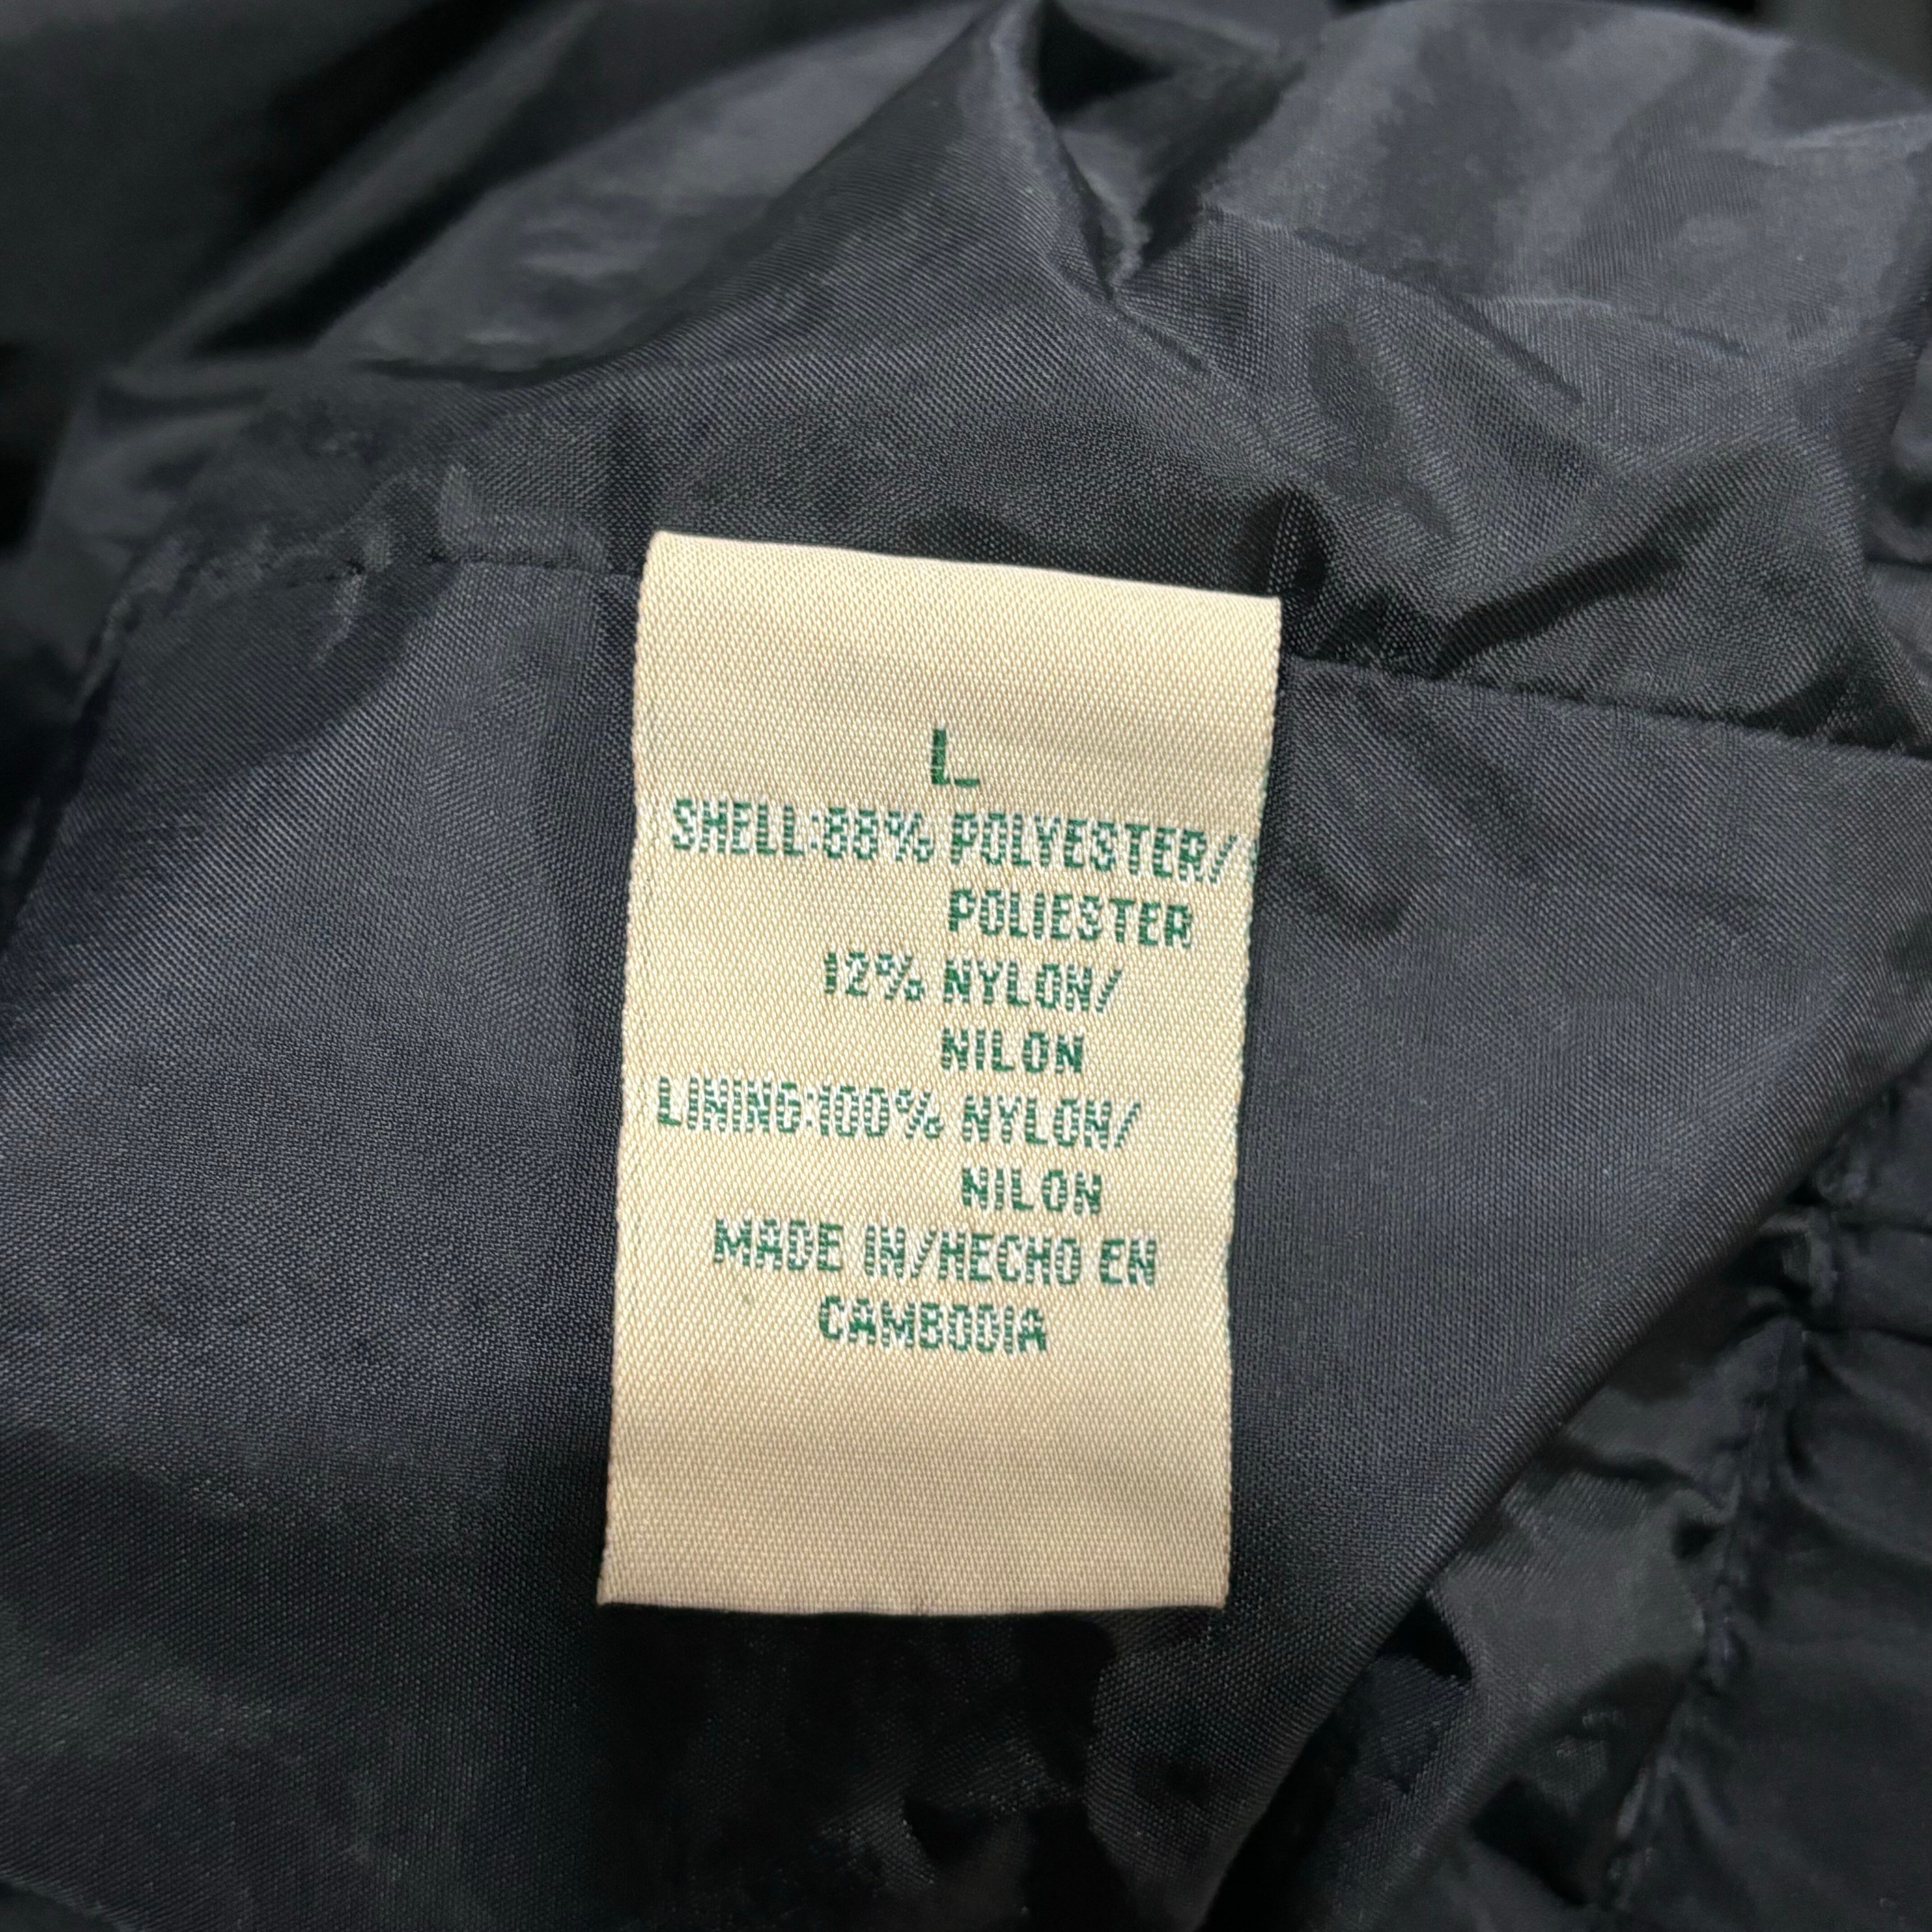 L
SHELL:88% POLYESTER/
POLIESTER
12% NYLON/
NILON
LINING:100% NYLON/
NILON
MADE IN/HECHO EN
CAMBODIA